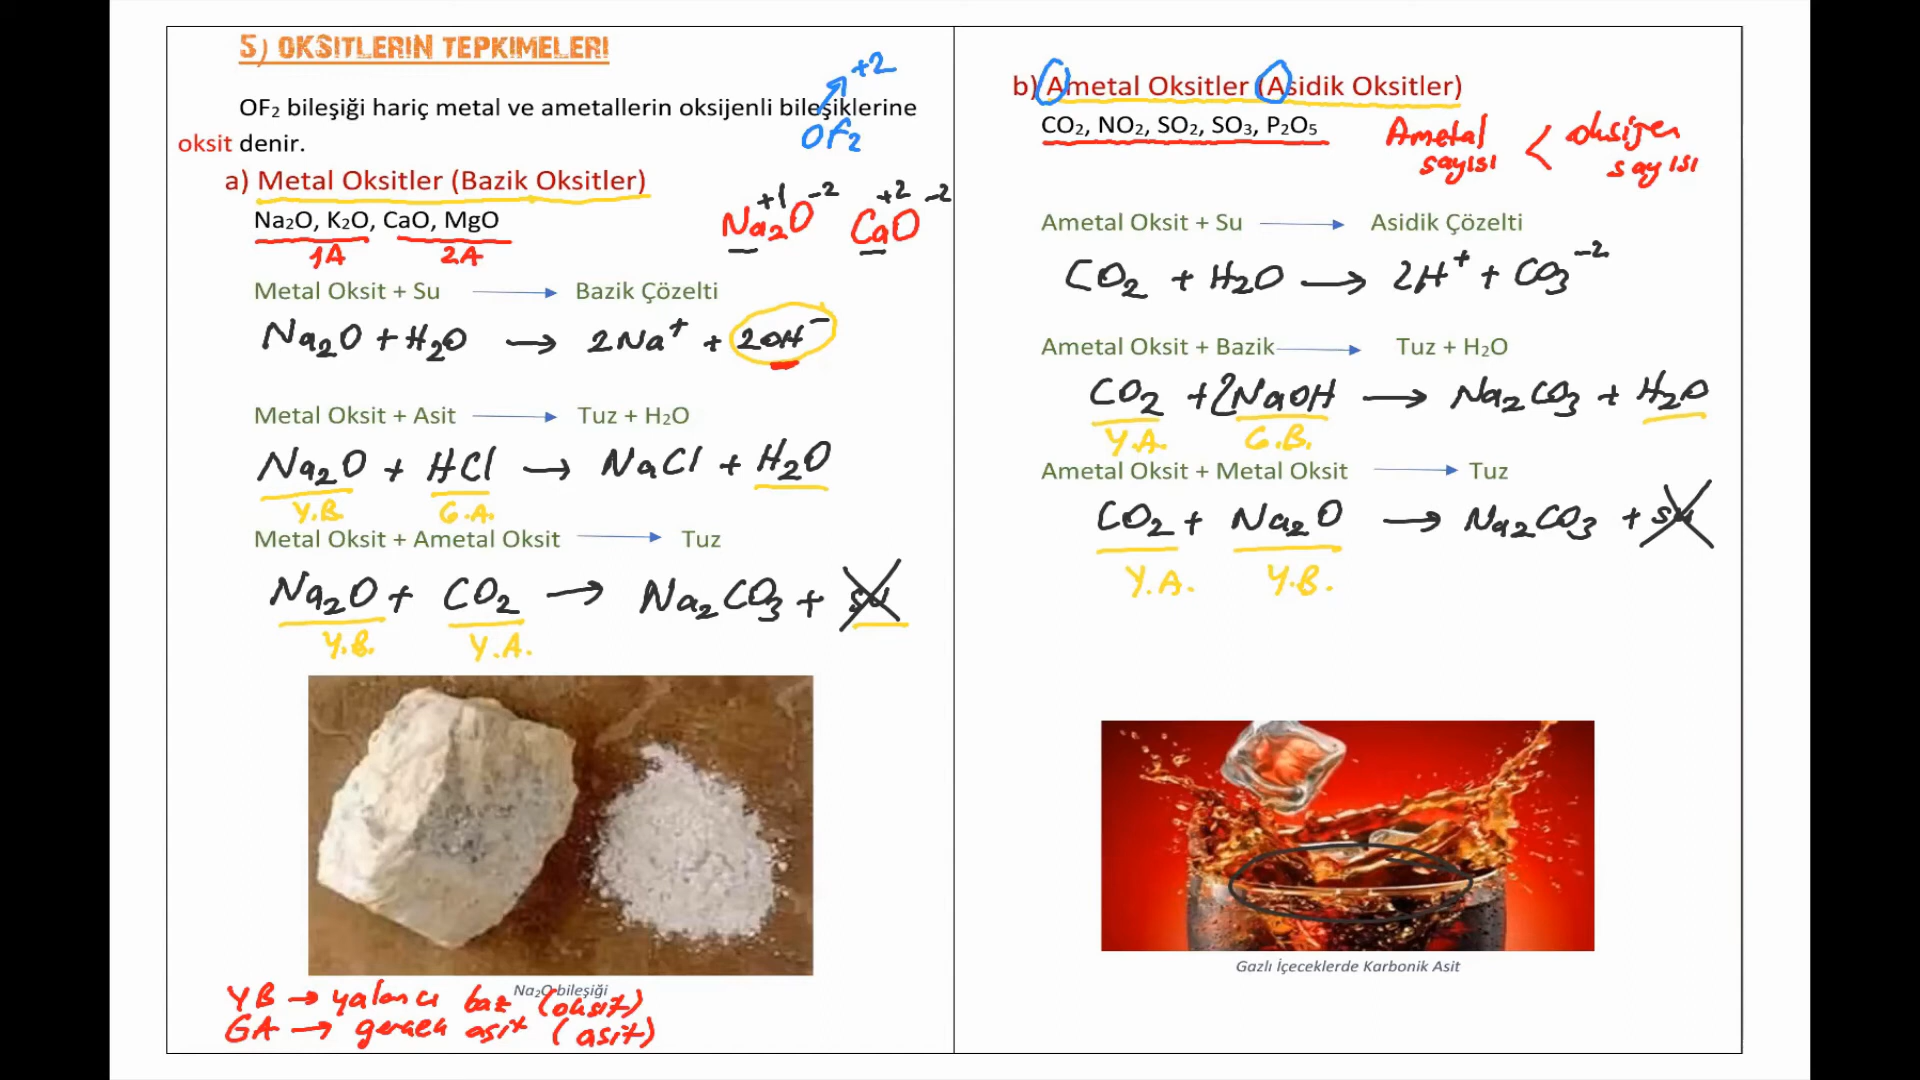 5) OKSİTLERİN TEPKİMELERİ
+2
OF₂ bileşiği hariç metal ve ametallerin oksijenli bileşiklerine
OF₂
oksit denir.
a) Metal Oksitler (Bazik Oksitler)
Na₂O, K₂O, CaO, MgO
1A 2A
+1 -2 +2 -2
Na₂O CaO
Metal Oksit + Su → Bazik Çözelti
Na₂O + H₂O → 2Na⁺ + 2OH⁻
Metal Oksit + Asit → Tuz + H₂O
Na₂O + HCl → NaCl + H₂O
Y.B. G.A.
Metal Oksit + Ametal Oksit → Tuz
Na₂O + CO₂ → Na₂CO₃ + su
Y.B. Y.A.
Na₂O bileşiği
YB → yalancı baz (oksit)
GA → gerçek asit (asit)
b) Ametal Oksitler (Asidik Oksitler)
CO₂, NO₂, SO₂, SO₃, P₂O₅
Ametal sayısı < oksijen sayısı
Ametal Oksit + Su → Asidik Çözelti
CO₂ + H₂O → 2H⁺ + CO₃⁻²
Ametal Oksit + Bazik → Tuz + H₂O
CO₂ + 2NaOH → Na₂CO₃ + H₂O
Y.A. G.B.
Ametal Oksit + Metal Oksit → Tuz
CO₂ + Na₂O → Na₂CO₃ + su
Y.A. Y.B.
Gazlı İçeceklerde Karbonik Asit